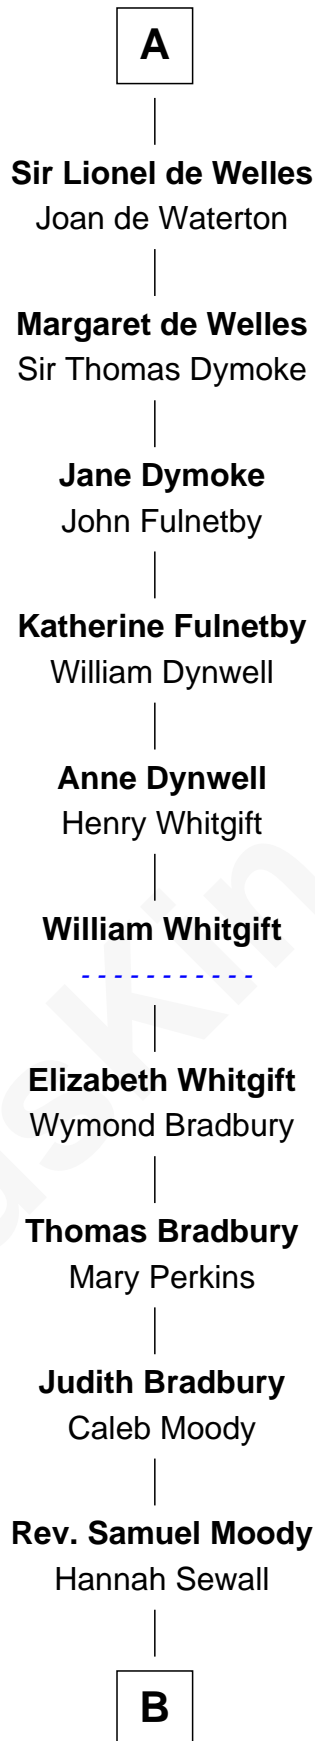 A
Sir Lionel de Welles
Joan de Waterton
Margaret de Welles
Sir Thomas Dymoke
Jane Dymoke
John Fulnetby
Katherine Fulnetby
William Dynwell
Anne Dynwell
Henry Whitgift
William Whitgift
- - - - - - - - - - -
Elizabeth Whitgift
Wymond Bradbury
Thomas Bradbury
Mary Perkins
Judith Bradbury
Caleb Moody
Rev. Samuel Moody
Hannah Sewall
B